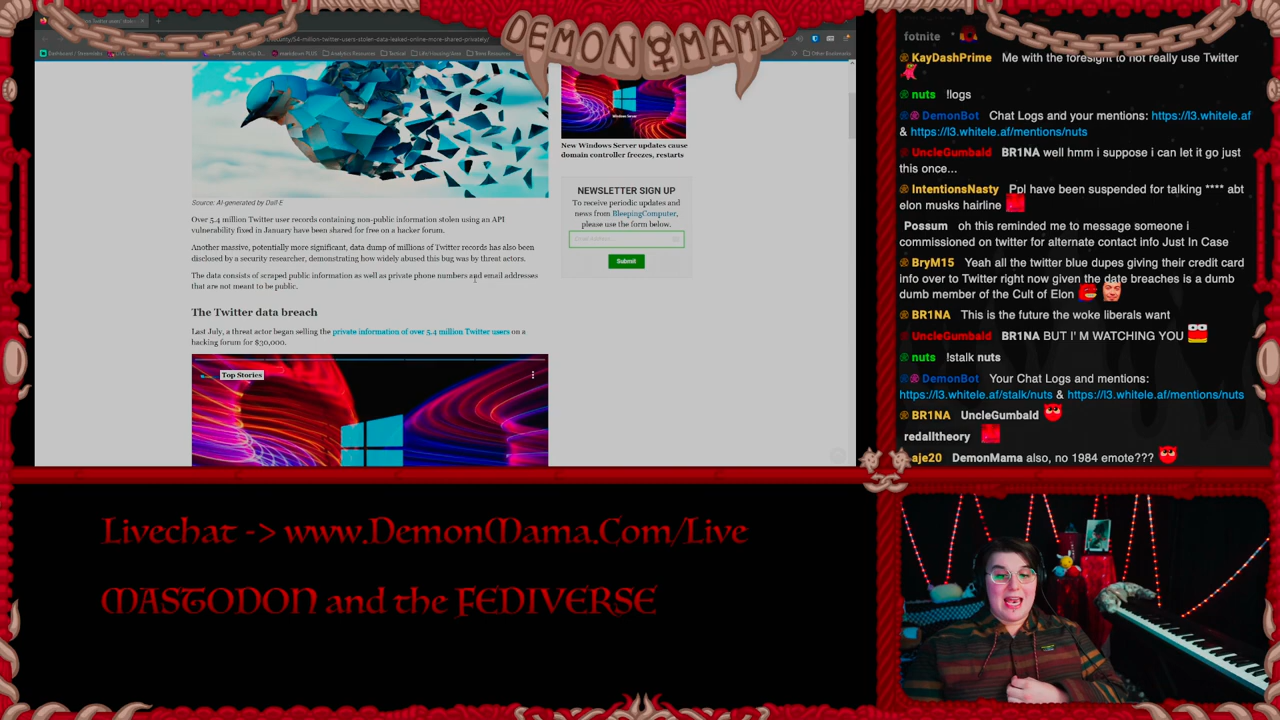 DEMON MAMA
Source: AI-generated by Dall-E
Over 5.4 million Twitter user records containing non-public information stolen using an API
vulnerability fixed in January have been shared for free on a hacker forum.
Another massive, potentially more significant, data dump of millions of Twitter records has also been
disclosed by a security researcher, demonstrating how widely abused this bug was by threat actors.
The data consists of scraped public information as well as private phone numbers and email addresses
that are not meant to be public.
The Twitter data breach
Last July, a threat actor began selling the private information of over 5.4 million Twitter users on a
hacking forum for $30,000.
Top Stories
Windows Server
New Windows Server updates cause
domain controller freezes, restarts
NEWSLETTER SIGN UP
To receive periodic updates and
news from BleepingComputer,
please use the form below.
Email Address...
Submit
Other Bookmarks
fotnite
KayDashPrime Me with the foresight to not really use Twitter
nuts !logs
DemonBot Chat Logs and your mentions: https://l3.whitele.af
& https://l3.whitele.af/mentions/nuts
UncleGumbald BR1NA well hmm i suppose i can let it go just
this once...
IntentionsNasty Ppl have been suspended for talking **** abt
elon musks hairline
Possum oh this reminded me to message someone i
commissioned on twitter for alternate contact info Just In Case
BryM15 Yeah all the twitter blue dupes giving their credit card
info over to Twitter right now given the date breaches is a dumb
dumb member of the Cult of Elon
BR1NA This is the future the woke liberals want
UncleGumbald BR1NA BUT I' M WATCHING YOU
nuts !stalk nuts
DemonBot Your Chat Logs and mentions:
https://l3.whitele.af/stalk/nuts & https://l3.whitele.af/mentions/nuts
BR1NA UncleGumbald
redalltheory
aje20 DemonMama also, no 1984 emote???
Livechat -> www.DemonMama.Com/Live
MASTODON and the FEDIVERSE